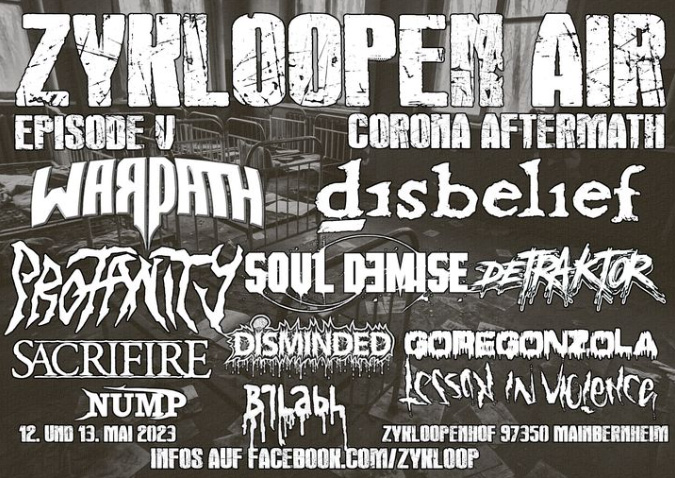 ZYKLOOPEN AIR
EPISODE V CORONA AFTERMATH
WARPATH disbelief
PROFANITY SOUL DEMISE DETRAKTOR
SACRIFIRE DISMINDED GOREGONZOLA
NUMP LESSON IN VIOLENCE
12. UND 13. MAI 2023 ZYKLOOPENHOF 97350 MAINBERNHEIM
INFOS AUF FACEBOOK.COM/ZYKLOOP